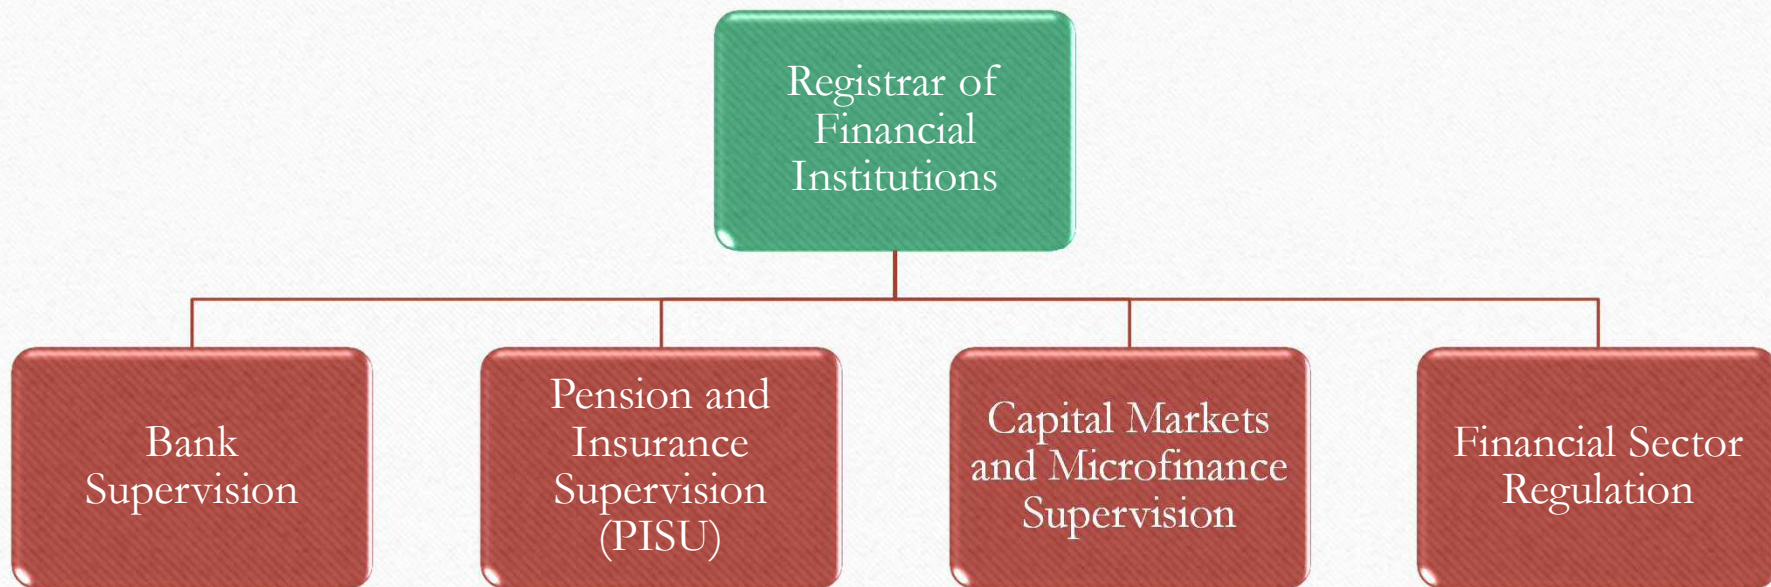 Registrar of
Financial
Institutions
Bank
Supervision
Pension and
Insurance
Supervision
(PISU)
Capital Markets
and Microfinance
Supervision
Financial Sector
Regulation